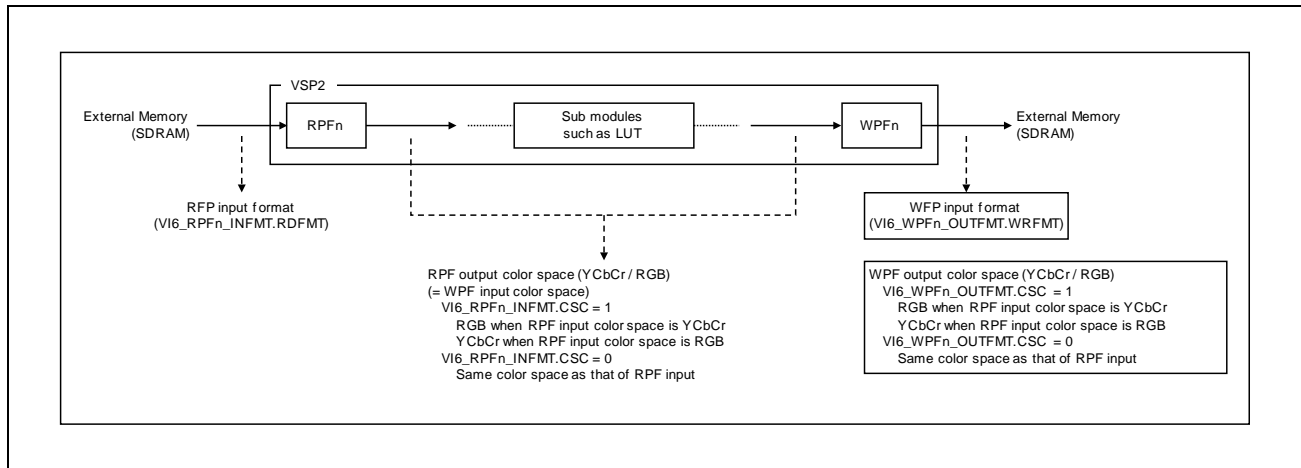 VSP2
External Memory
(SDRAM)
RPFn
Sub modules
such as LUT
WPFn
External Memory
(SDRAM)
RFP input format
(VI6_RPFn_INFMT.RDFMT)
WFP input format
(VI6_WPFn_OUTFMT.WRFMT)
RPF output color space (YCbCr / RGB)
(= WPF input color space)
VI6_RPFn_INFMT.CSC = 1
RGB when RPF input color space is YCbCr
YCbCr when RPF input color space is RGB
VI6_RPFn_INFMT.CSC = 0
Same color space as that of RPF input
WPF output color space (YCbCr / RGB)
VI6_WPFn_OUTFMT.CSC = 1
RGB when RPF input color space is YCbCr
YCbCr when RPF input color space is RGB
VI6_WPFn_OUTFMT.CSC = 0
Same color space as that of RPF input